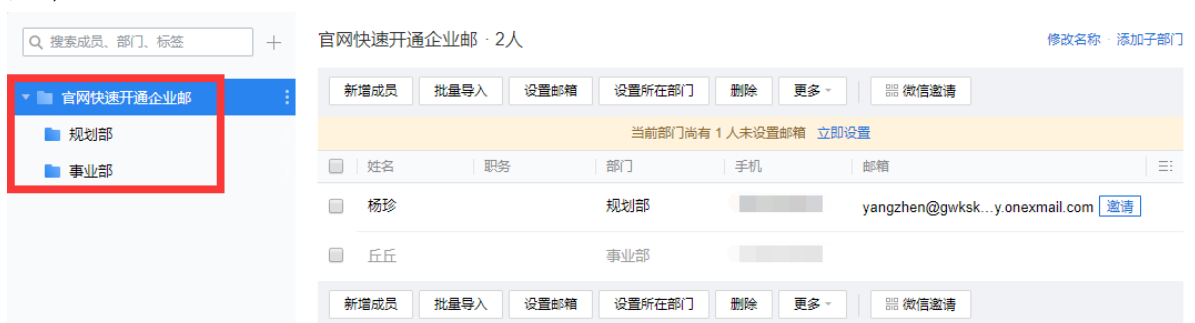 搜索成员、部门、标签
官网快速开通企业邮 · 2人
修改名称 · 添加子部门
官网快速开通企业邮
规划部
事业部
新增成员 批量导入 设置邮箱 设置所在部门 删除 更多 微信邀请
当前部门尚有 1 人未设置邮箱 立即设置
姓名 职务 部门 手机 邮箱
杨珍 规划部 yangzhen@gwksk...y.onexmail.com 邀请
丘丘 事业部
新增成员 批量导入 设置邮箱 设置所在部门 删除 更多 微信邀请